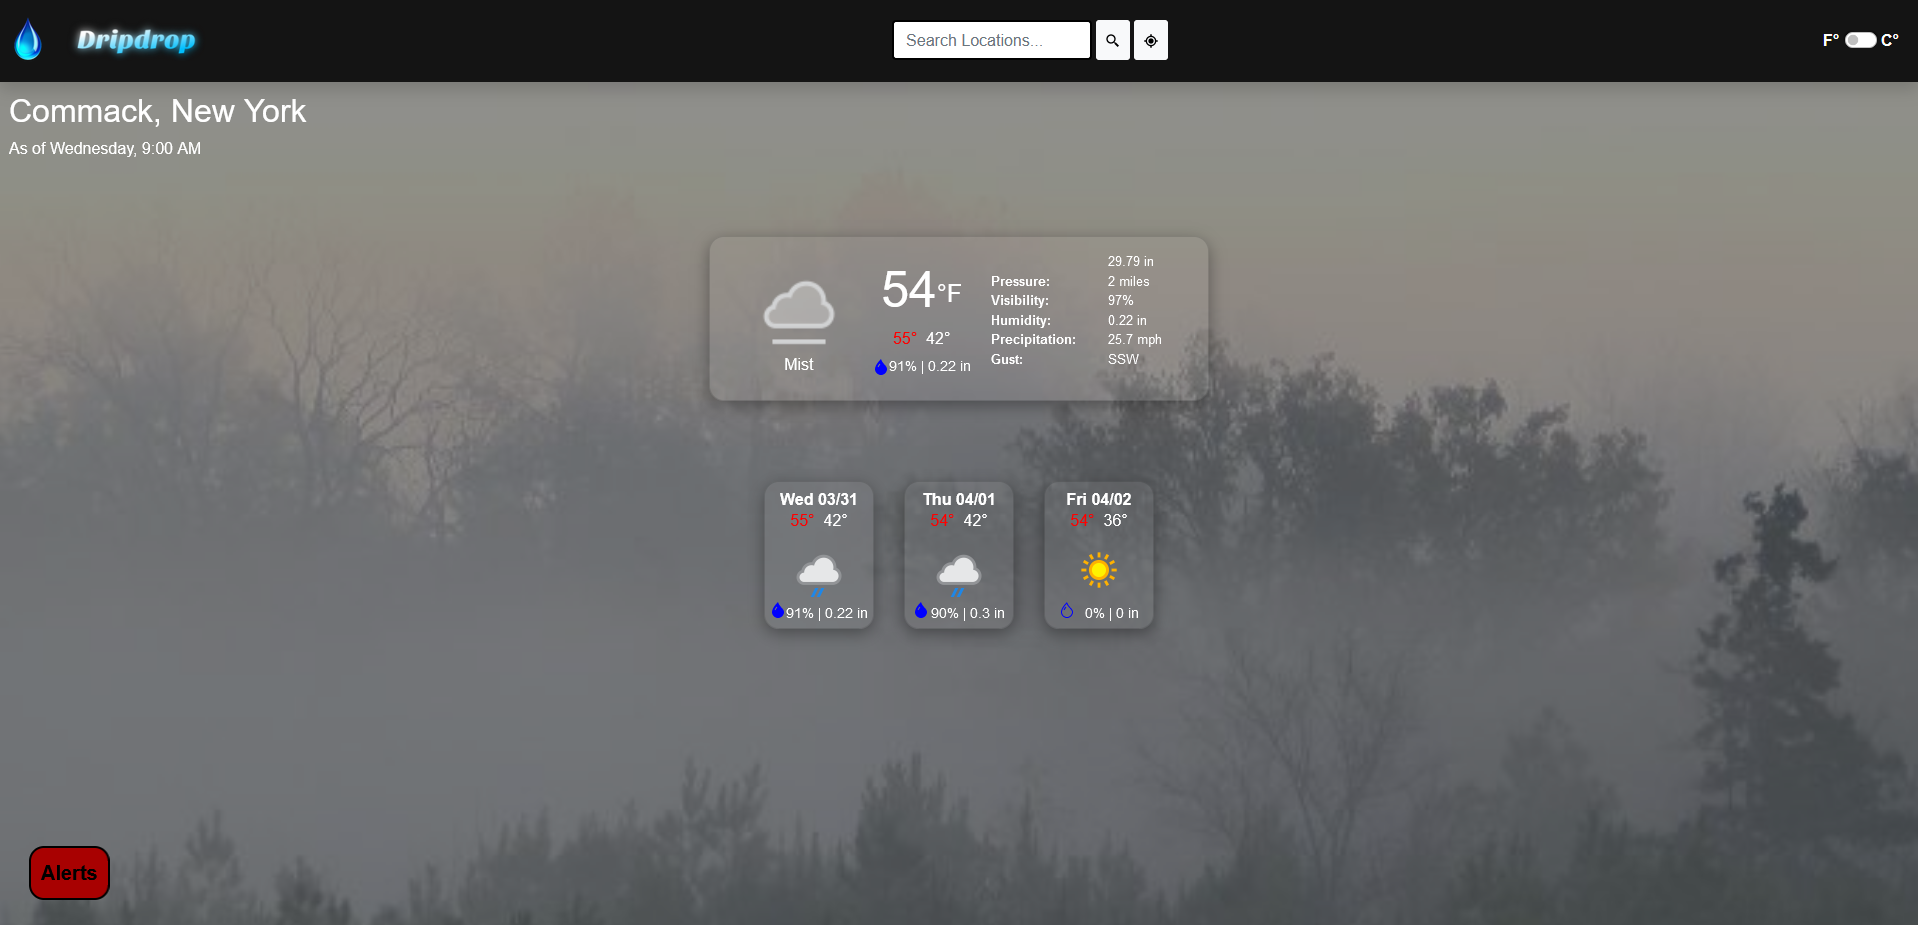 Dripdrop
Search Locations...
F° C°
Commack, New York
As of Wednesday, 9:00 AM
Mist
54°F
55° 42°
91% | 0.22 in
Pressure:
Visibility:
Humidity:
Precipitation:
Gust:
29.79 in
2 miles
97%
0.22 in
25.7 mph
SSW
Wed 03/31
55° 42°
91% | 0.22 in
Thu 04/01
54° 42°
90% | 0.3 in
Fri 04/02
54° 36°
0% | 0 in
Alerts